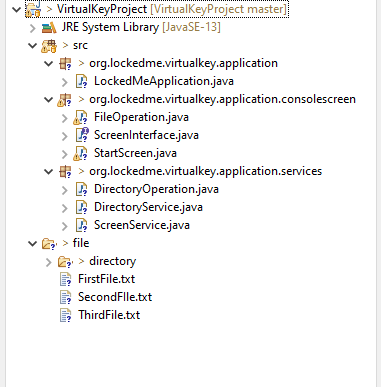 VirtualKeyProject [VirtualKeyProject master]
JRE System Library [JavaSE-13]
> src
> org.lockedme.virtualkey.application
> LockedMeApplication.java
> org.lockedme.virtualkey.application.consolescreen
> FileOperation.java
> ScreenInterface.java
> StartScreen.java
> org.lockedme.virtualkey.application.services
> DirectoryOperation.java
> DirectoryService.java
> ScreenService.java
> file
> directory
FirstFile.txt
SecondFIle.txt
ThirdFile.txt